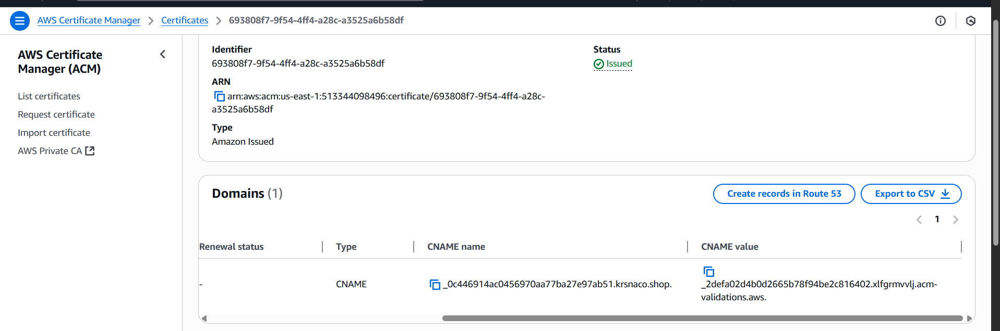 AWS Certificate Manager > Certificates > 693808f7-9f54-4ff4-a28c-a3525a6b58df
AWS Certificate
Manager (ACM)
List certificates
Request certificate
Import certificate
AWS Private CA
Identifier
693808f7-9f54-4ff4-a28c-a3525a6b58df
Status
Issued
ARN
arn:aws:acm:us-east-1:513344098496:certificate/693808f7-9f54-4ff4-a28c-
a3525a6b58df
Type
Amazon Issued
Domains (1)
Create records in Route 53
Export to CSV
1
Renewal status
Type
CNAME name
CNAME value
-
CNAME
_0c446914ac0456970aa77ba27e97ab51.krsnaco.shop.
_2defa02d4b0d2665b78f94be2c816402.xlfgrmvvlj.acm-
validations.aws.